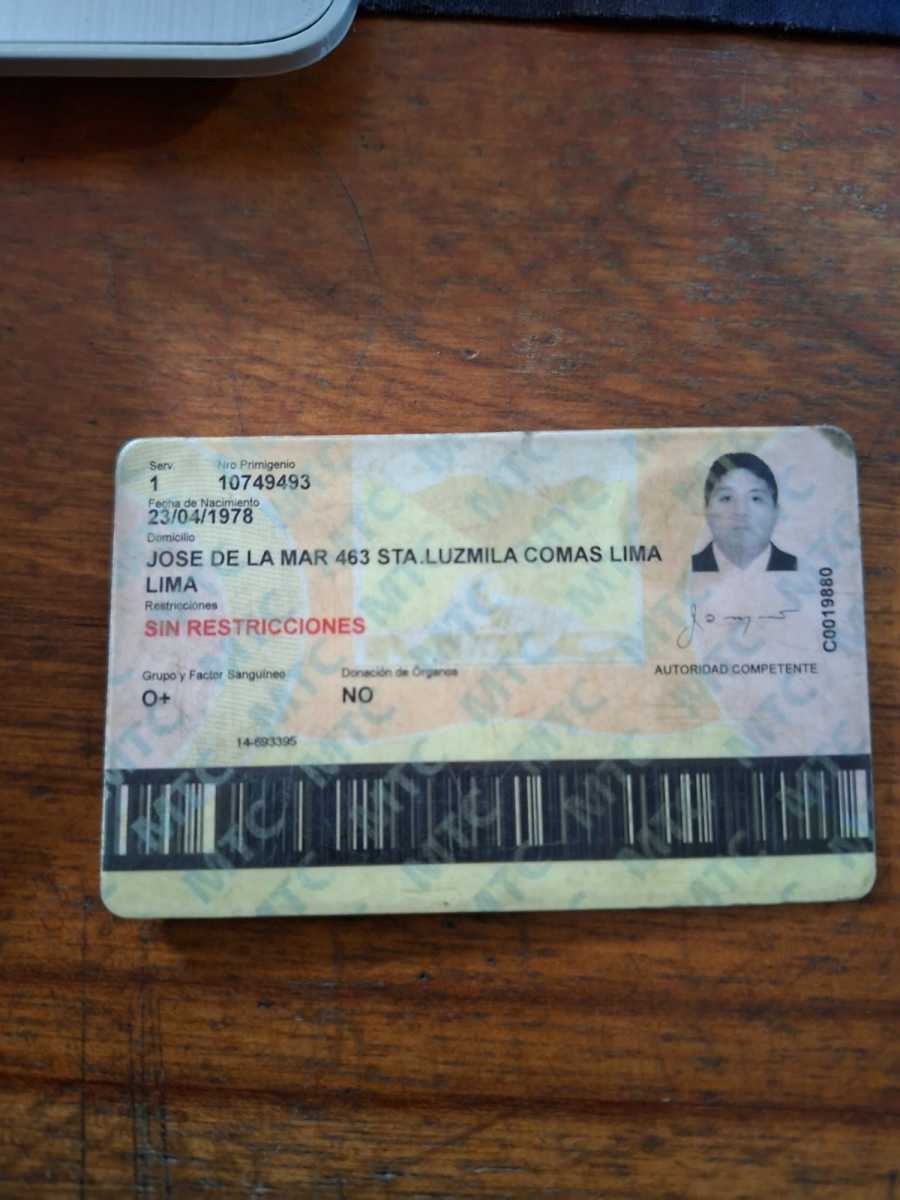 Serv. Nro Primigenio
1 10749493
Fecha de Nacimiento
23/04/1978
Domicilio
JOSE DE LA MAR 463 STA.LUZMILA COMAS LIMA
LIMA
Restricciones
SIN RESTRICCIONES
C0019880
AUTORIDAD COMPETENTE
Grupo y Factor Sanguíneo Donación de Órganos
O+ NO
14-693395
MTC